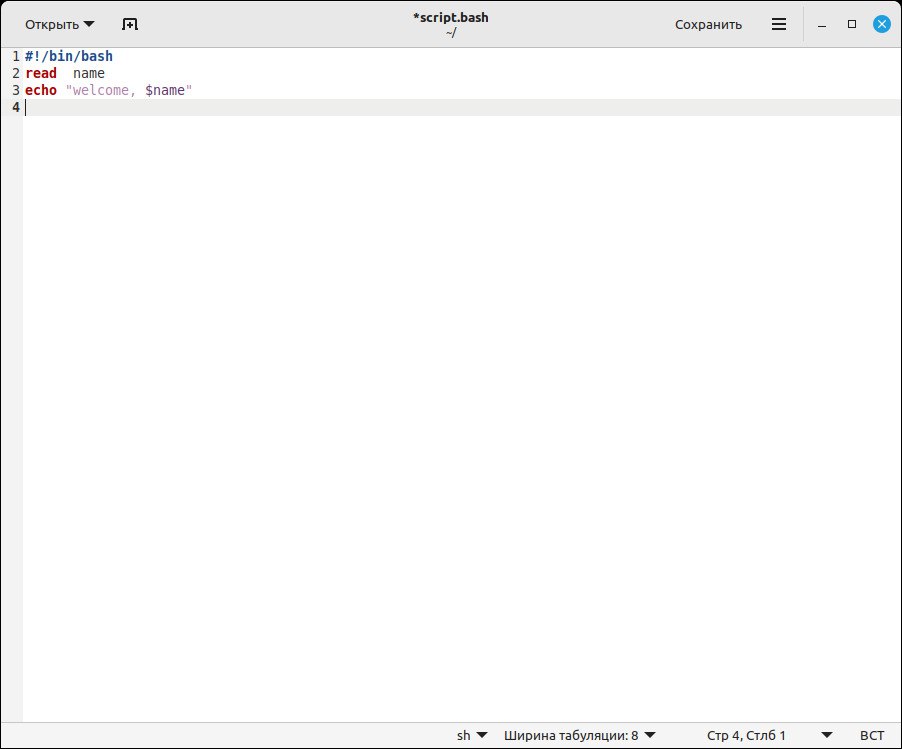 Открыть
*script.bash
~/
Сохранить
1 #!/bin/bash
2 read  name
3 echo "welcome, $name"
4
sh Ширина табуляции: 8 Стр 4, Стлб 1 ВСТ